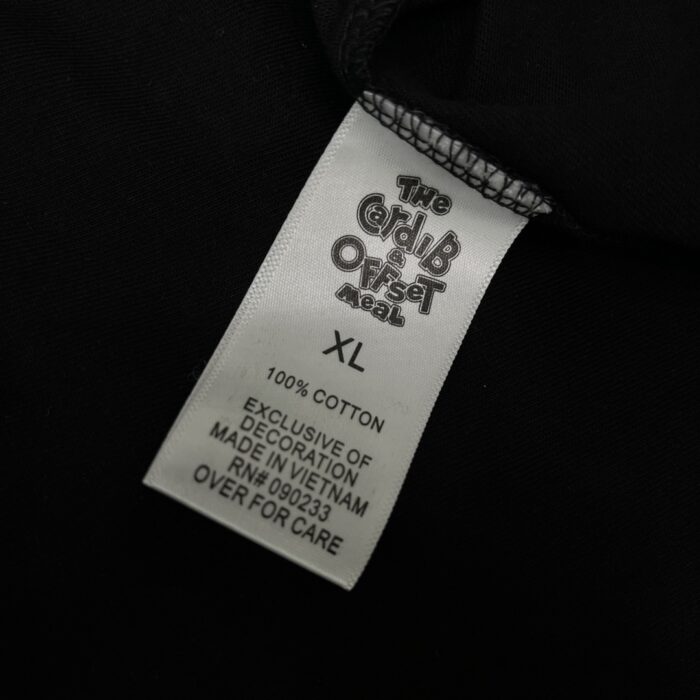 THe
CardiB
&
OFFseT
meaL
XL
100% COTTON
EXCLUSIVE OF
DECORATION
MADE IN VIETNAM
RN# 090233
OVER FOR CARE